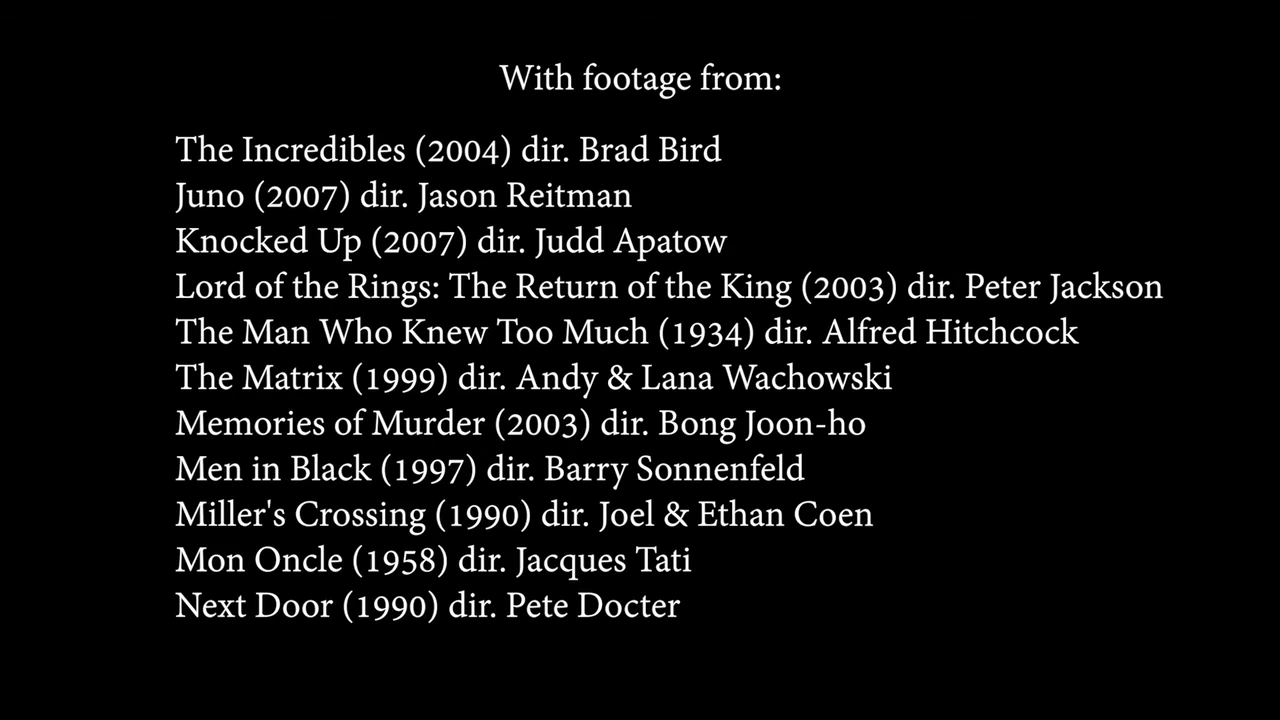 With footage from:
The Incredibles (2004) dir. Brad Bird
Juno (2007) dir. Jason Reitman
Knocked Up (2007) dir. Judd Apatow
Lord of the Rings: The Return of the King (2003) dir. Peter Jackson
The Man Who Knew Too Much (1934) dir. Alfred Hitchcock
The Matrix (1999) dir. Andy & Lana Wachowski
Memories of Murder (2003) dir. Bong Joon-ho
Men in Black (1997) dir. Barry Sonnenfeld
Miller's Crossing (1990) dir. Joel & Ethan Coen
Mon Oncle (1958) dir. Jacques Tati
Next Door (1990) dir. Pete Docter